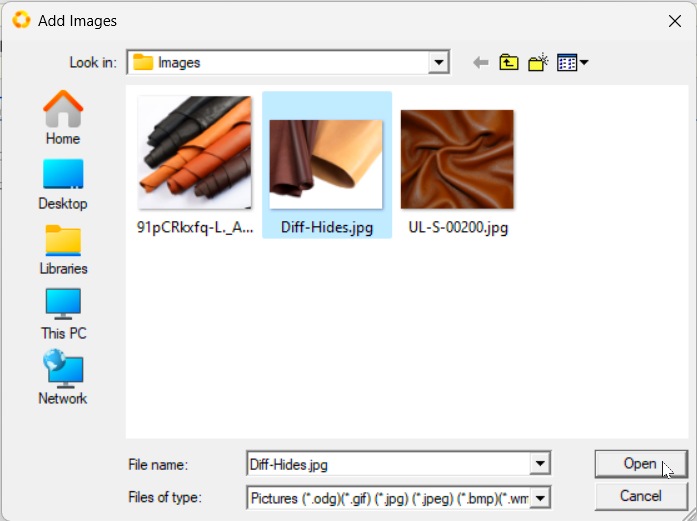 Add Images
Look in: Images
Home
Desktop
Libraries
This PC
Network
91pCRkxfq-L._A... Diff-Hides.jpg UL-S-00200.jpg
File name: Diff-Hides.jpg Open
Files of type: Pictures (*.odg)(*.gif) (*.jpg) (*.jpeg) (*.bmp)(*.wm Cancel